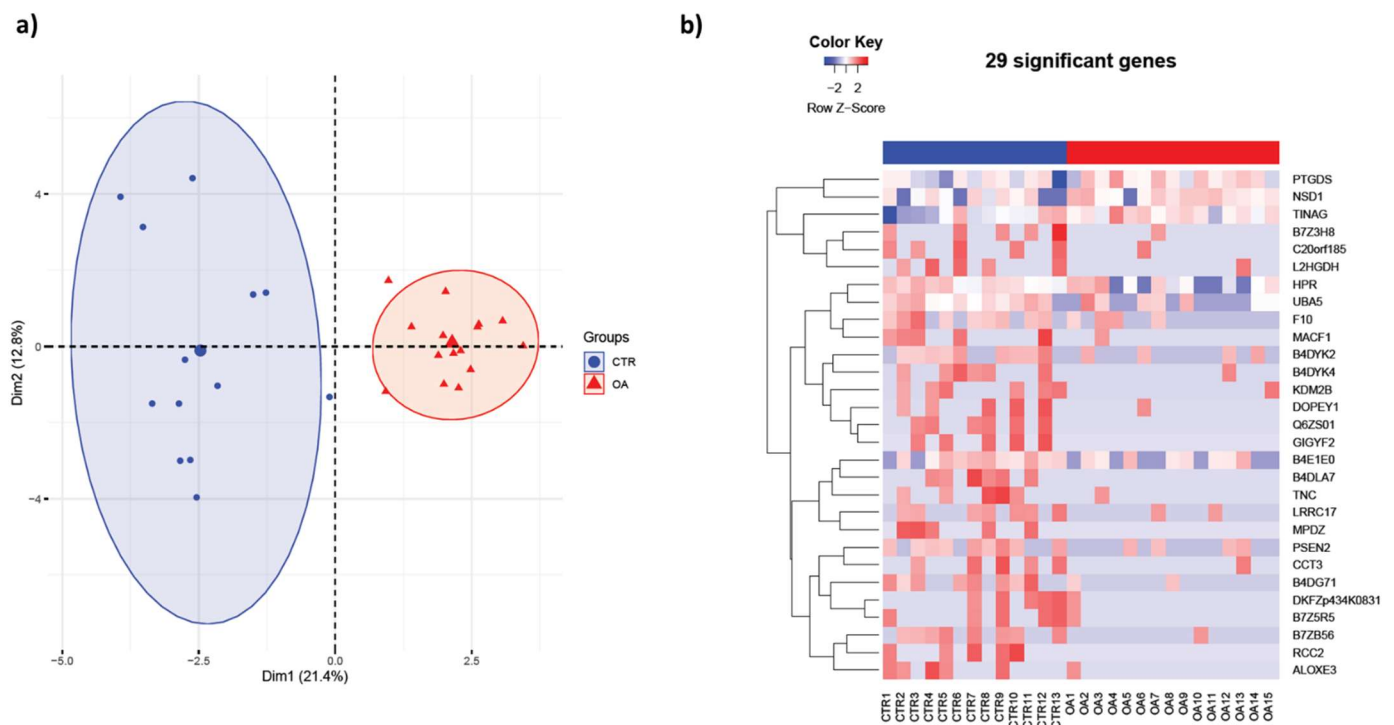 a)
4
0
-4
Dim2 (12.8%)
-5.0
-2.5
0.0
2.5
Dim1 (21.4%)
Groups
CTR
OA
b)
Color Key
-2 2
Row Z-Score
29 significant genes
PTGDS
NSD1
TINAG
B7Z3H8
C20orf185
L2HGDH
HPR
UBA5
F10
MACF1
B4DYK2
B4DYK4
KDM2B
DOPEY1
Q6ZS01
GIGYF2
B4E1E0
B4DLA7
TNC
LRRC17
MPDZ
PSEN2
CCT3
B4DG71
DKFZp434K0831
B7Z5R5
B7ZB56
RCC2
ALOXE3
CTR1
CTR2
CTR3
CTR4
CTR5
CTR6
CTR7
CTR8
CTR9
CTR10
CTR11
CTR12
CTR13
OA1
OA2
OA3
OA4
OA5
OA6
OA7
OA8
OA9
OA10
OA11
OA12
OA13
OA14
OA15